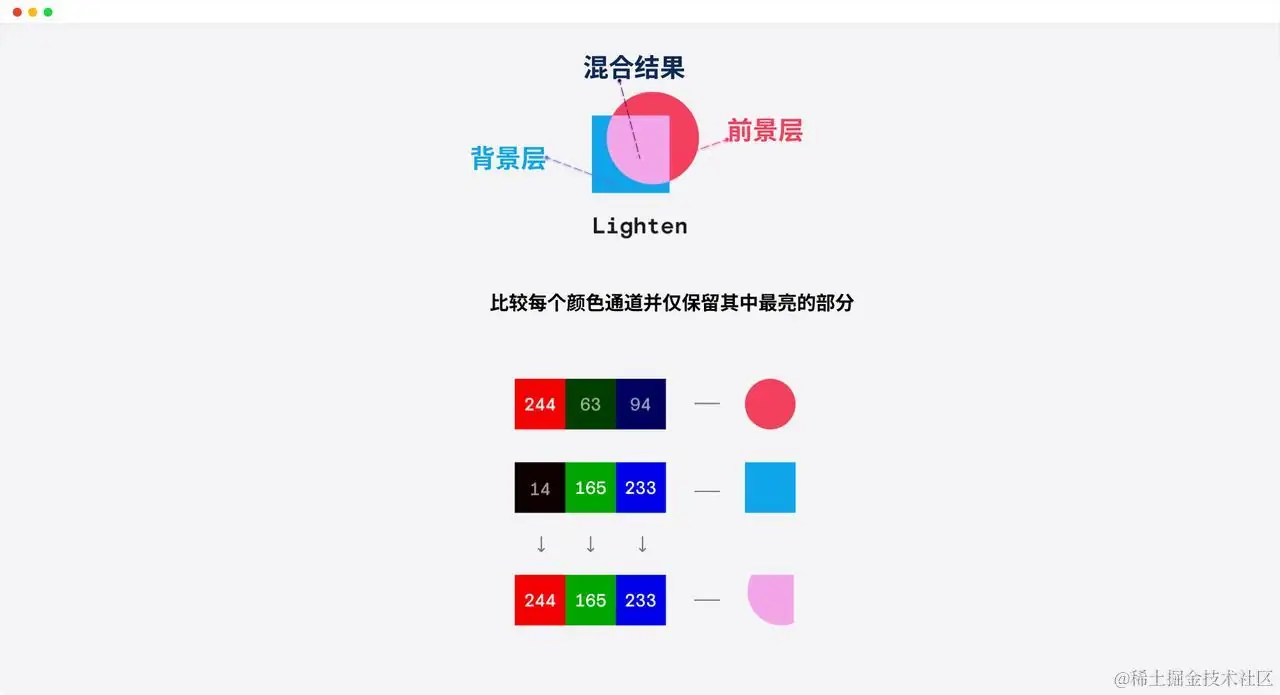 混合结果
前景层
背景层
Lighten
比较每个颜色通道并仅保留其中最亮的部分
244 63 94
14 165 233
↓ ↓ ↓
244 165 233
@稀土掘金技术社区